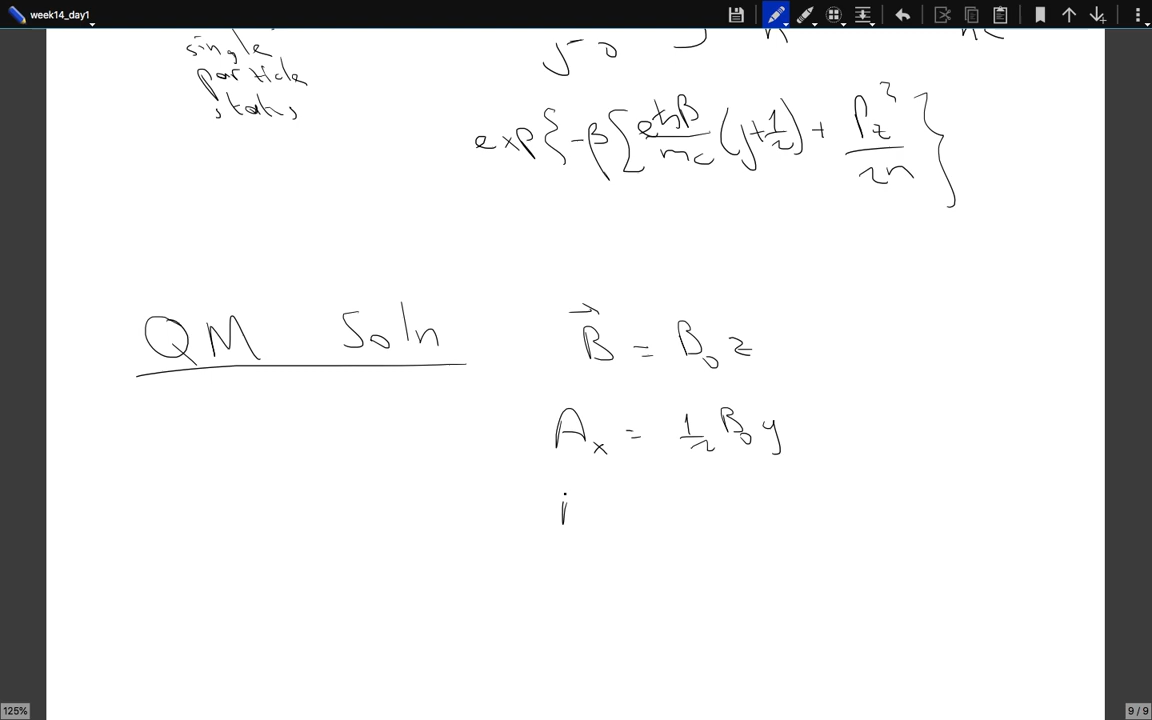 week14_day1
single
particle
states
exp{-β[eħB/mc (j+1/2) + Pz²/2m]}
QM Soln
B⃗ = B₀ z
Aₓ = 1/2 B₀ y
125%
9 / 9